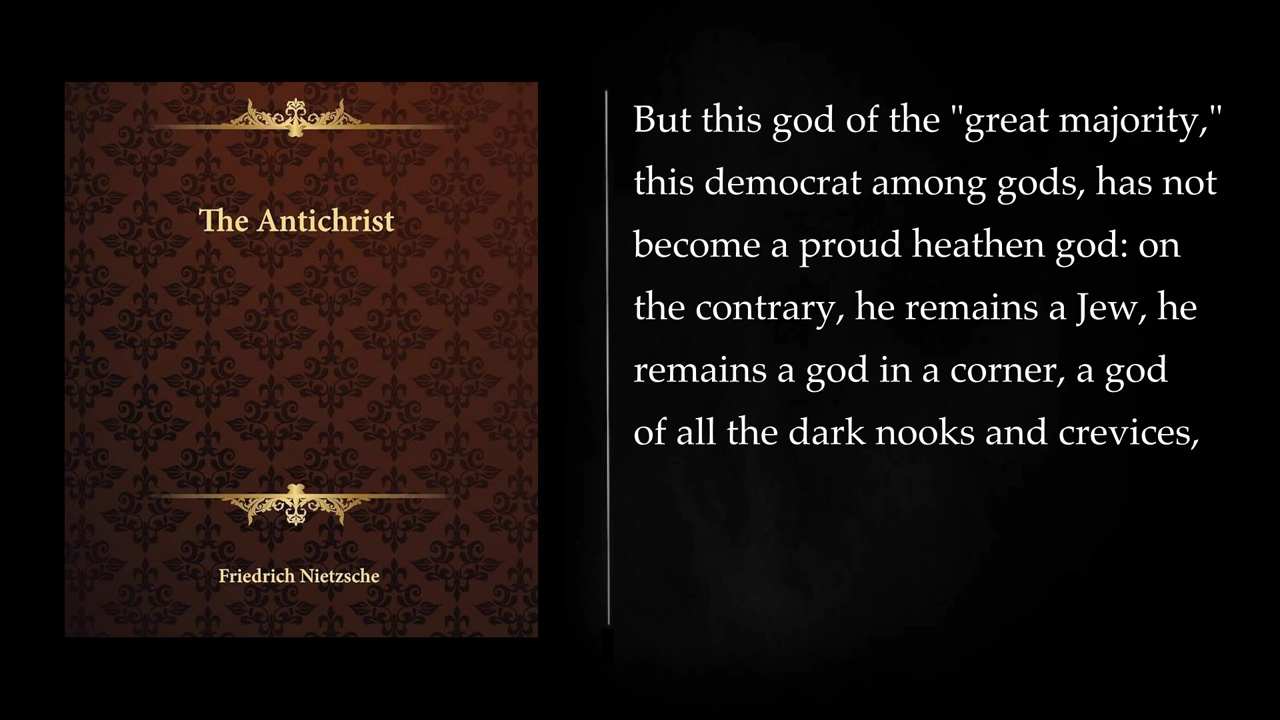 The Antichrist
Friedrich Nietzsche
But this god of the "great majority,"
this democrat among gods, has not
become a proud heathen god: on
the contrary, he remains a Jew, he
remains a god in a corner, a god
of all the dark nooks and crevices,